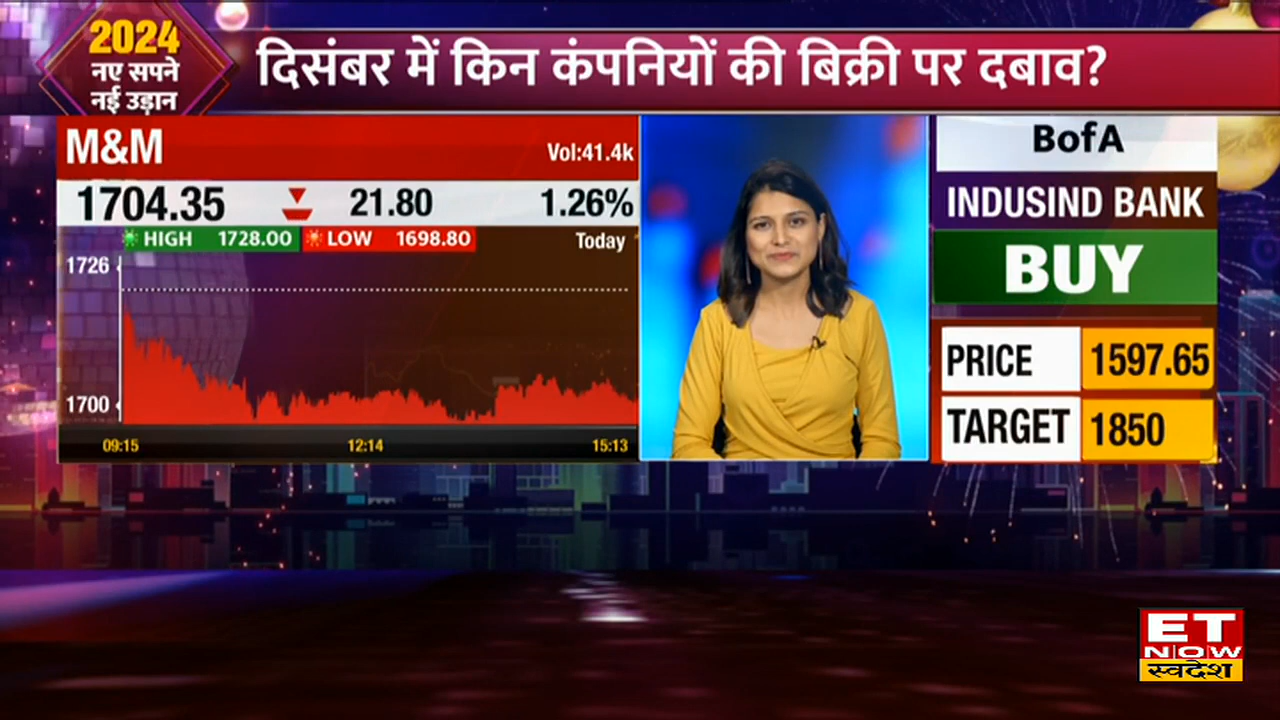 2024
नए सपने
नई उड़ान
दिसंबर में किन कंपनियों की बिक्री पर दबाव?
M&M
Vol:41.4k
1704.35 21.80 1.26%
HIGH 1728.00 LOW 1698.80 Today
1726
1700
09:15 12:14 15:13
BofA
INDUSIND BANK
BUY
PRICE 1597.65
TARGET 1850
ET
NOW
स्वदेश